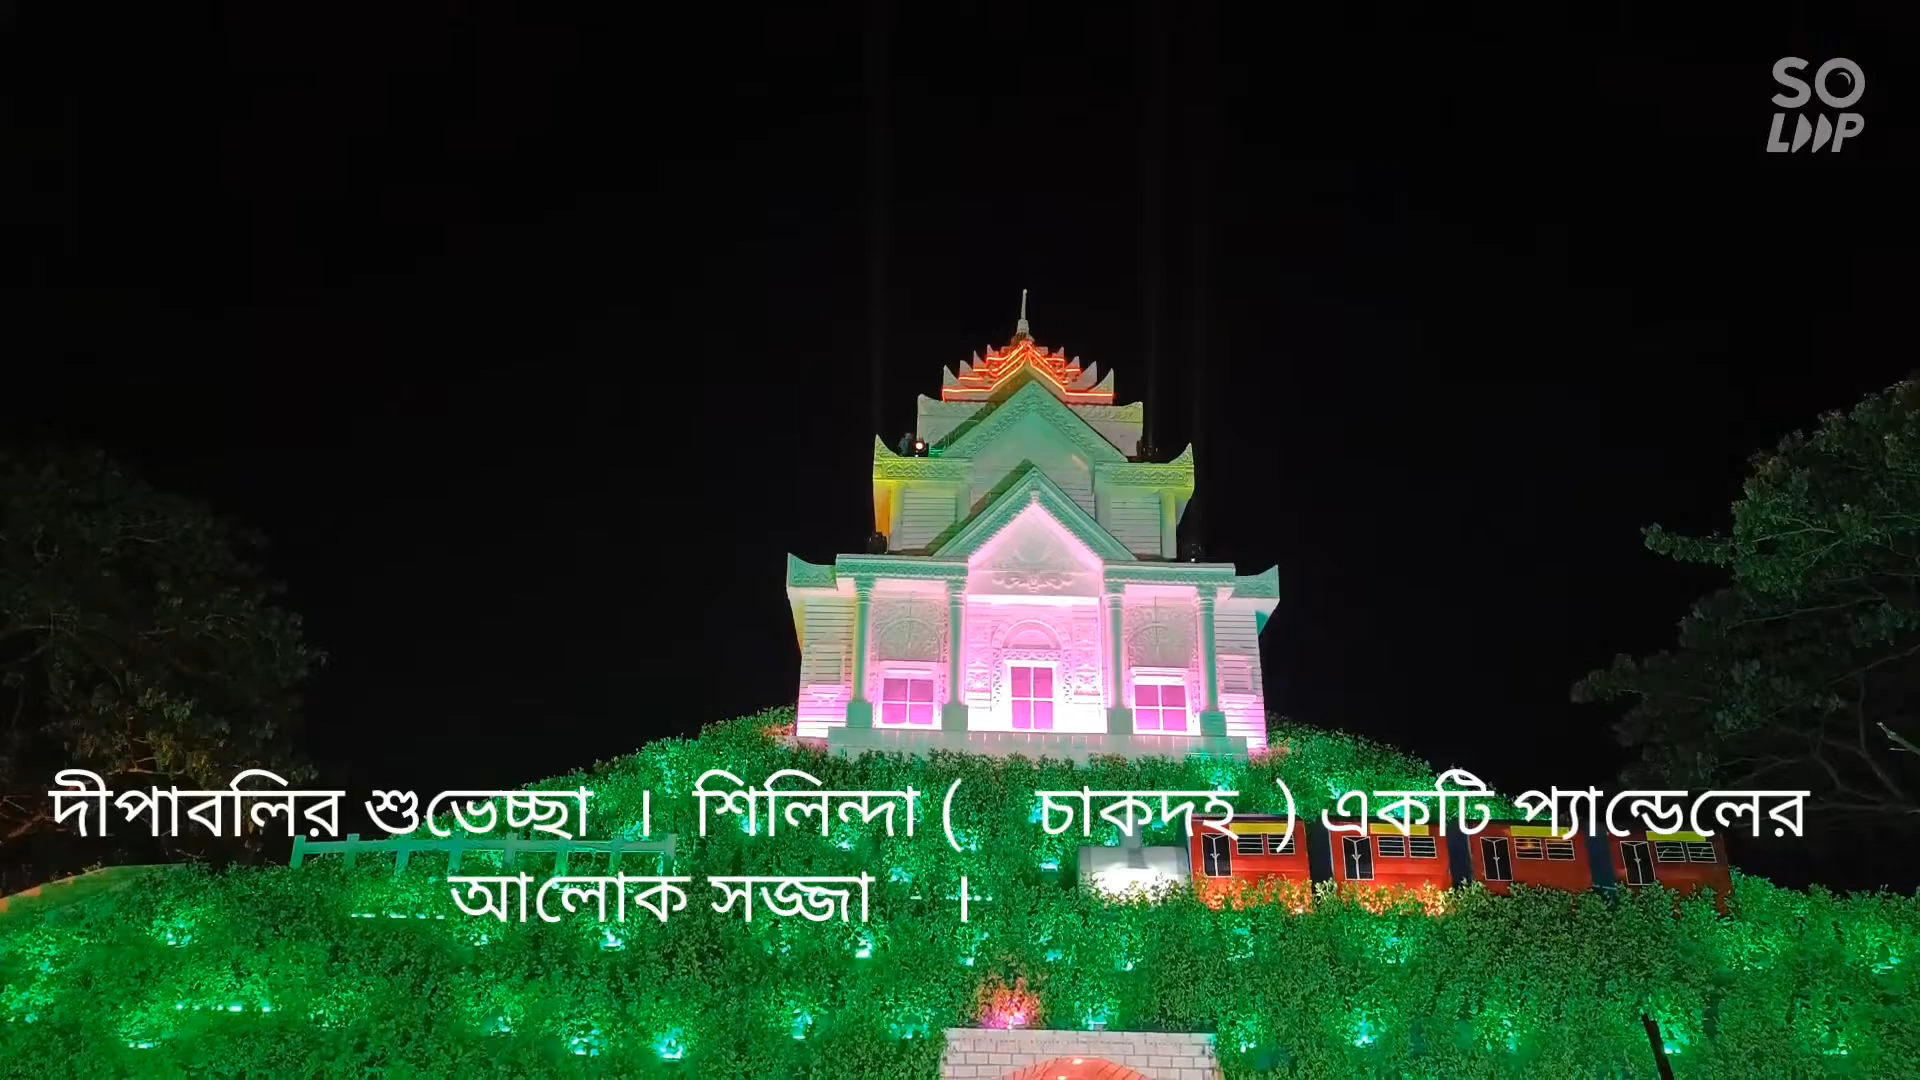 SO
LOOP
দীপাবলির শুভেচ্ছা । শিলিন্দা ( চাকদহ ) একটি প্যান্ডেলের
আলোক সজ্জা ।